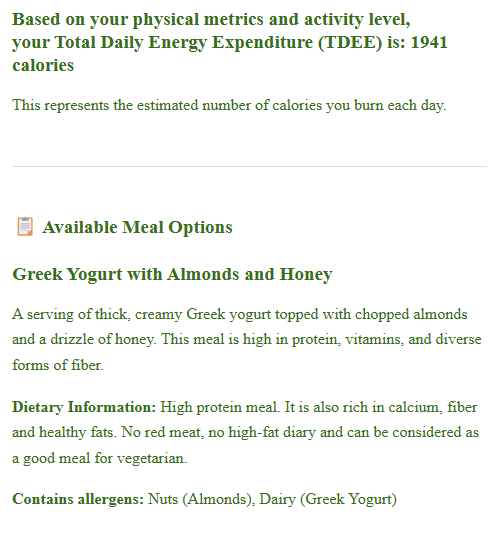 Based on your physical metrics and activity level,
your Total Daily Energy Expenditure (TDEE) is: 1941
calories
This represents the estimated number of calories you burn each day.
Available Meal Options
Greek Yogurt with Almonds and Honey
A serving of thick, creamy Greek yogurt topped with chopped almonds
and a drizzle of honey. This meal is high in protein, vitamins, and diverse
forms of fiber.
Dietary Information: High protein meal. It is also rich in calcium, fiber
and healthy fats. No red meat, no high-fat diary and can be considered as
a good meal for vegetarian.
Contains allergens: Nuts (Almonds), Dairy (Greek Yogurt)